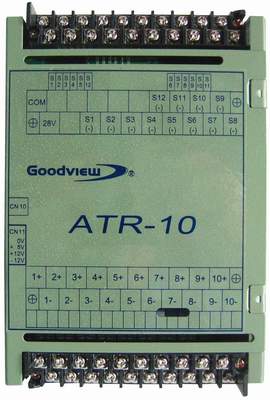 S S S S S S S S S S
1 2 3 5 12 6 7 8 10 11
COM S12 S11 S10 S9
(-) (-) (-) (-)
28V S1 S2 S3 S4 S5 S6 S7 S8
(-) (-) (-) (-) (-) (-) (-) (-)
Goodview ®
CN10
ATR-10
CN11
0V
+ 5V
+12V
-12V
1+ 2+ 3+ 4+ 5+ 6+ 7+ 8+ 9+ 10+
1- 2- 3- 4- 5- 6- 7- 8- 9- 10-